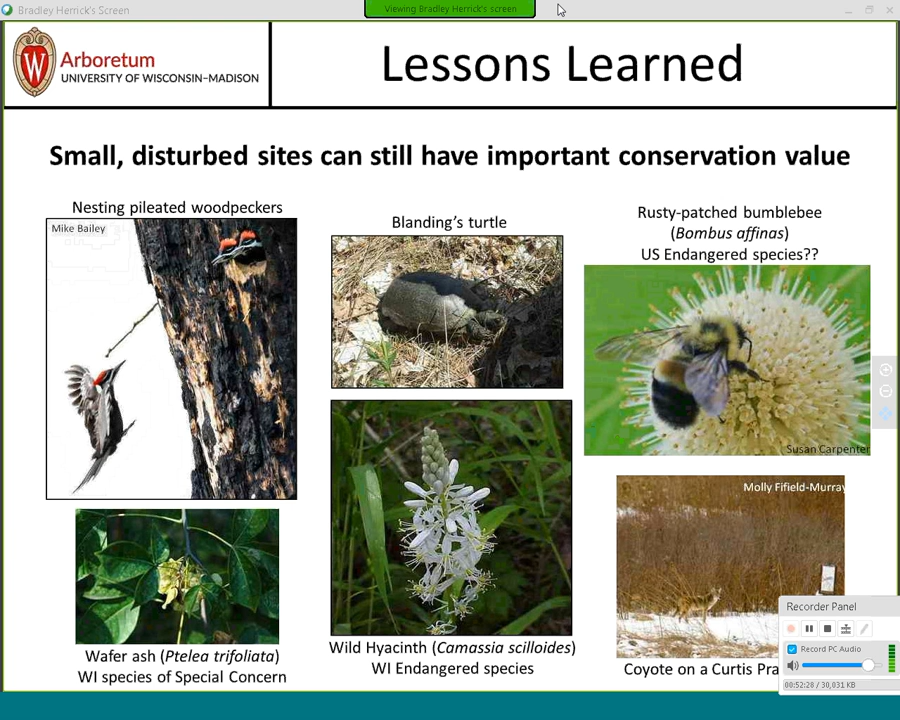 Bradley Herrick's Screen
Viewing Bradley Herrick's screen
W
Arboretum
UNIVERSITY OF WISCONSIN–MADISON
Lessons Learned
Small, disturbed sites can still have important conservation value
Nesting pileated woodpeckers
Mike Bailey
Blanding's turtle
Rusty-patched bumblebee
(Bombus affinas)
US Endangered species??
Susan Carpenter
Wafer ash (Ptelea trifoliata)
WI species of Special Concern
Wild Hyacinth (Camassia scilloides)
WI Endangered species
Molly Fifield-Murray
Coyote on a Curtis Pra
Recorder Panel
Record PC Audio
00:52:28 / 30,031 KB